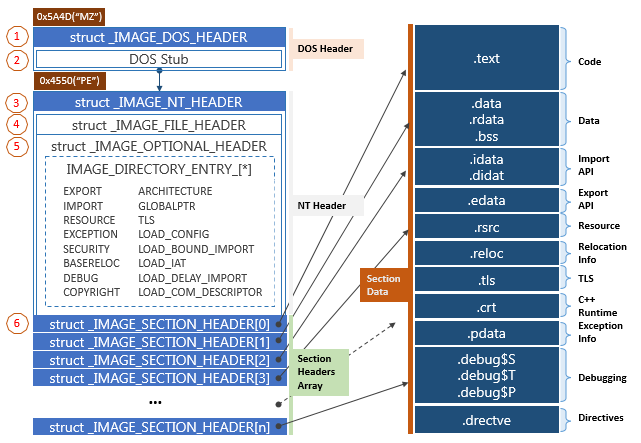 0x5A4D("MZ")
1
struct _IMAGE_DOS_HEADER
2
DOS Stub
DOS Header
0x4550("PE")
3
struct _IMAGE_NT_HEADER
4
struct _IMAGE_FILE_HEADER
5
struct _IMAGE_OPTIONAL_HEADER
IMAGE_DIRECTORY_ENTRY_[*]
EXPORT ARCHITECTURE
IMPORT GLOBALPTR
RESOURCE TLS
EXCEPTION LOAD_CONFIG
SECURITY LOAD_BOUND_IMPORT
BASERELOC LOAD_IAT
DEBUG LOAD_DELAY_IMPORT
COPYRIGHT LOAD_COM_DESCRIPTOR
NT Header
6
struct _IMAGE_SECTION_HEADER[0]
struct _IMAGE_SECTION_HEADER[1]
struct _IMAGE_SECTION_HEADER[2]
struct _IMAGE_SECTION_HEADER[3]
...
struct _IMAGE_SECTION_HEADER[n]
Section
Headers
Array
Section
Data
.text
Code
.data
.rdata
.bss
Data
.idata
.didat
Import
API
.edata
Export
API
.rsrc
Resource
.reloc
Relocation
Info
.tls
TLS
.crt
C++
Runtime
.pdata
Exception
Info
.debug$S
.debug$T
.debug$P
Debugging
.drectve
Directives